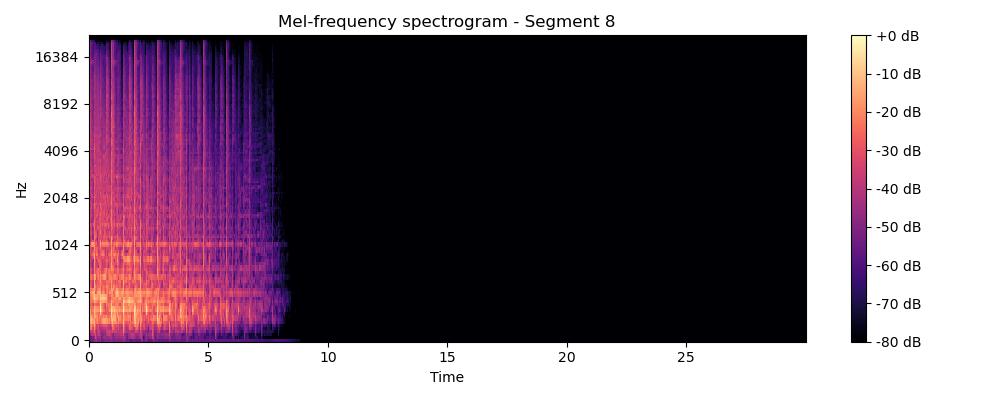 Mel-frequency spectrogram - Segment 8
16384
8192
4096
2048
1024
512
0
Hz
0 5 10 15 20 25
Time
+0 dB
-10 dB
-20 dB
-30 dB
-40 dB
-50 dB
-60 dB
-70 dB
-80 dB